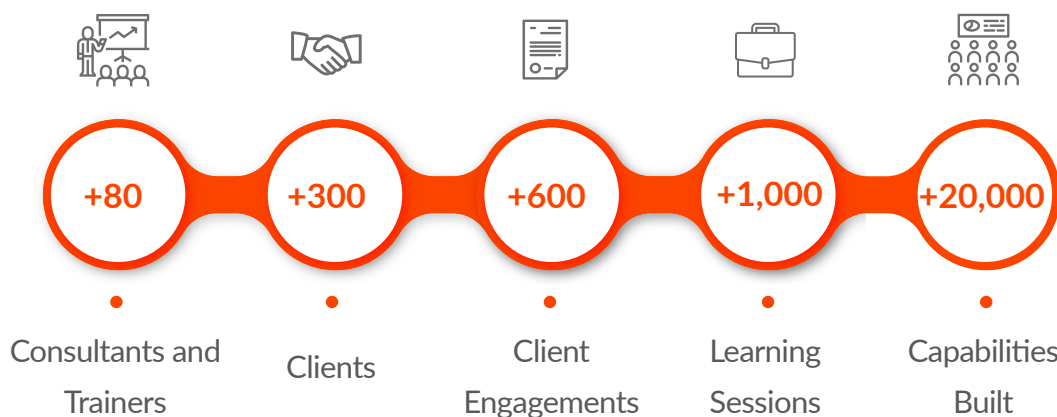 +80
+300
+600
+1,000
+20,000
Consultants and
Trainers
Clients
Client
Engagements
Learning
Sessions
Capabilities
Built